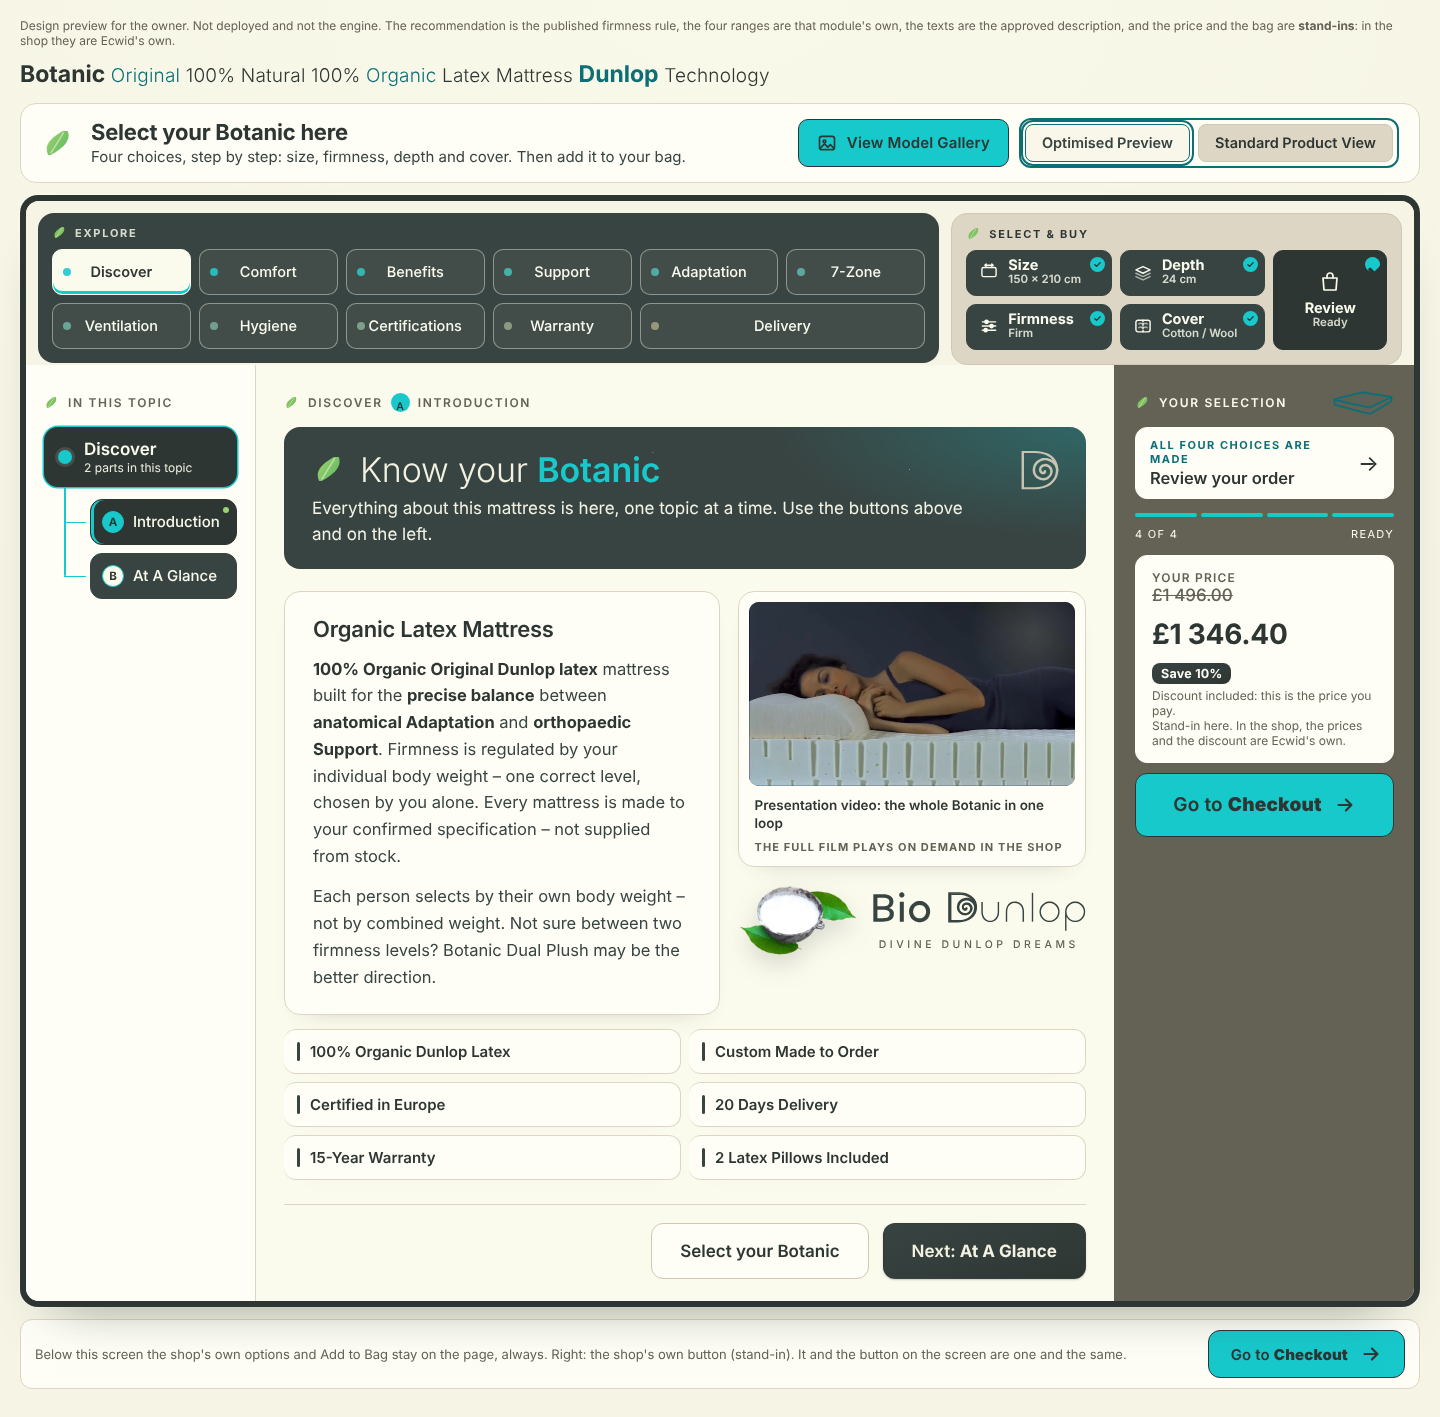 Design preview for the owner. Not deployed and not the engine. The recommendation is the published firmness rule, the four ranges are that module's own, the texts are the approved description, and the price and the bag are stand-ins: in the
shop they are Ecwid's own.
Botanic Original 100% Natural 100% Organic Latex Mattress Dunlop Technology
Select your Botanic here
Four choices, step by step: size, firmness, depth and cover. Then add it to your bag.
View Model Gallery
Optimised Preview
Standard Product View
EXPLORE
Discover
Comfort
Benefits
Support
Adaptation
7-Zone
Ventilation
Hygiene
Certifications
Warranty
Delivery
SELECT & BUY
Size
150 × 210 cm
Depth
24 cm
Firmness
Firm
Cover
Cotton / Wool
Review
Ready
IN THIS TOPIC
Discover
2 parts in this topic
A Introduction
B At A Glance
DISCOVER A INTRODUCTION
Know your Botanic
Everything about this mattress is here, one topic at a time. Use the buttons above
and on the left.
Organic Latex Mattress
100% Organic Original Dunlop latex mattress
built for the precise balance between
anatomical Adaptation and orthopaedic
Support. Firmness is regulated by your
individual body weight – one correct level,
chosen by you alone. Every mattress is made to
your confirmed specification – not supplied
from stock.
Each person selects by their own body weight –
not by combined weight. Not sure between two
firmness levels? Botanic Dual Plush may be the
better direction.
Presentation video: the whole Botanic in one
loop
THE FULL FILM PLAYS ON DEMAND IN THE SHOP
Bio Dunlop
DIVINE DUNLOP DREAMS
100% Organic Dunlop Latex
Custom Made to Order
Certified in Europe
20 Days Delivery
15-Year Warranty
2 Latex Pillows Included
Select your Botanic
Next: At A Glance
YOUR SELECTION
ALL FOUR CHOICES ARE
MADE
Review your order
4 OF 4
READY
YOUR PRICE
£1 496.00
£1 346.40
Save 10%
Discount included: this is the price you
pay.
Stand-in here. In the shop, the prices
and the discount are Ecwid's own.
Go to Checkout
Below this screen the shop's own options and Add to Bag stay on the page, always. Right: the shop's own button (stand-in). It and the button on the screen are one and the same.
Go to Checkout